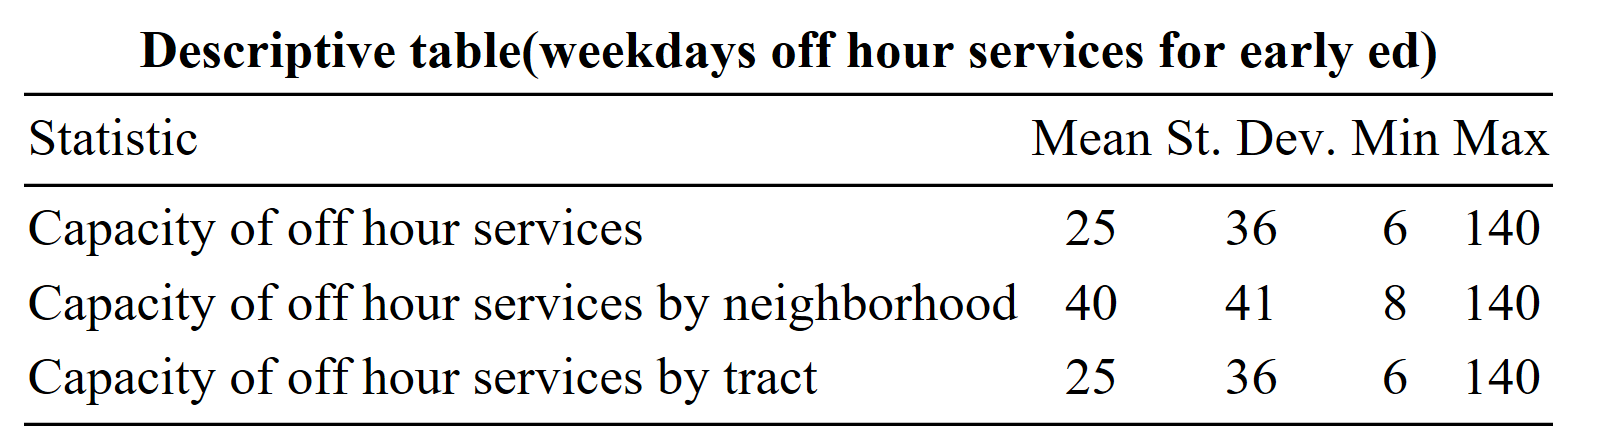 Descriptive table(weekdays off hour services for early ed)
Statistic Mean St. Dev. Min Max
Capacity of off hour services 25 36 6 140
Capacity of off hour services by neighborhood 40 41 8 140
Capacity of off hour services by tract 25 36 6 140